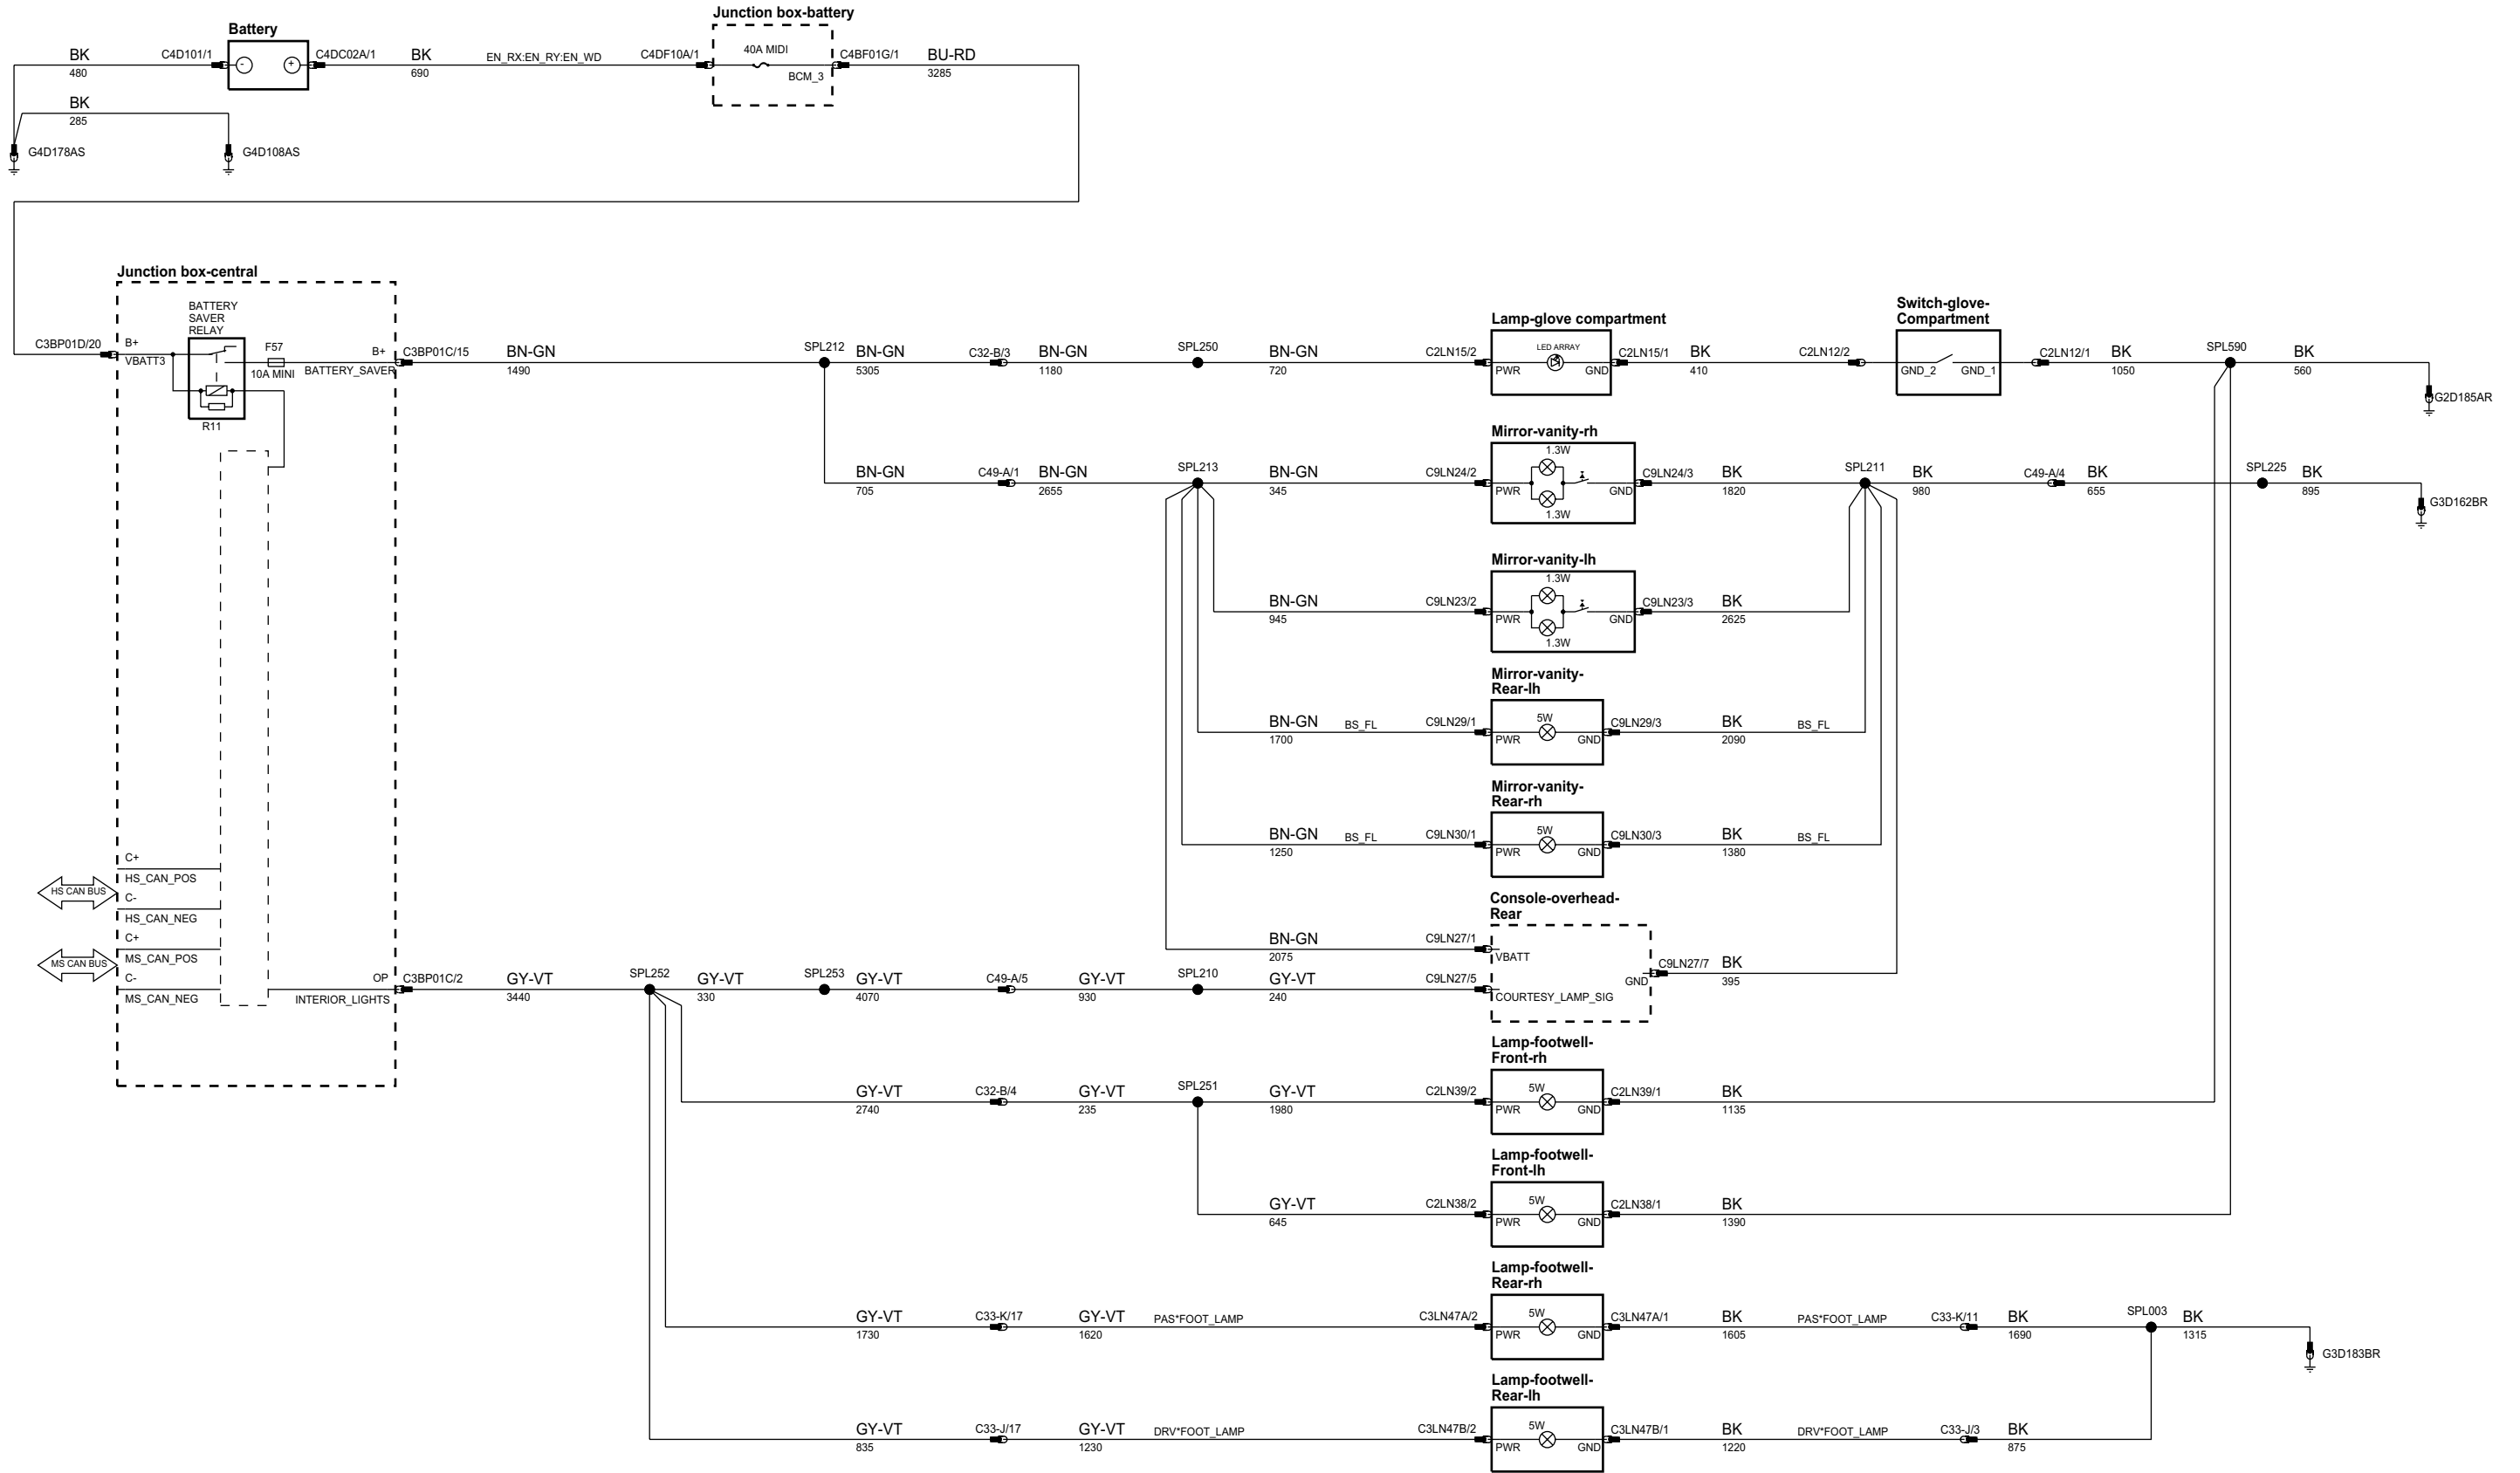 Junction box-battery
Battery
BK
480
C4D101/1
-
+
C4DC02A/1
BK
690
EN_RX:EN_RY:EN_WD
C4DF10A/1
40A MIDI
BCM_3
C4BF01G/1
BU-RD
3285
BK
285
G4D178AS
G4D108AS
Junction box-central
BATTERY
SAVER
RELAY
C3BP01D/20
B+
VBATT3
F57
10A MINI
B+
BATTERY_SAVER
R11
C3BP01C/15
BN-GN
1490
SPL212
BN-GN
5305
C32-B/3
BN-GN
1180
SPL250
BN-GN
720
C2LN15/2
Lamp-glove compartment
LED ARRAY
PWR
GND
C2LN15/1
BK
410
C2LN12/2
Switch-glove-
Compartment
GND_2
GND_1
C2LN12/1
BK
1050
SPL590
BK
560
G2D185AR
BN-GN
705
C49-A/1
BN-GN
2655
SPL213
BN-GN
345
C9LN24/2
Mirror-vanity-rh
1.3W
PWR
GND
1.3W
C9LN24/3
BK
1820
SPL211
BK
980
C49-A/4
BK
655
SPL225
BK
895
G3D162BR
BN-GN
945
C9LN23/2
Mirror-vanity-lh
1.3W
PWR
GND
1.3W
C9LN23/3
BK
2625
BN-GN
1700
BS_FL
C9LN29/1
Mirror-vanity-
Rear-lh
5W
PWR
GND
C9LN29/3
BK
2090
BS_FL
BN-GN
1250
BS_FL
C9LN30/1
Mirror-vanity-
Rear-rh
5W
PWR
GND
C9LN30/3
BK
1380
BS_FL
HS CAN BUS
C+
HS_CAN_POS
C-
HS_CAN_NEG
MS CAN BUS
C+
MS_CAN_POS
C-
MS_CAN_NEG
OP
INTERIOR_LIGHTS
Console-overhead-
Rear
BN-GN
2075
C9LN27/1
VBATT
C9LN27/7
GND
BK
395
C3BP01C/2
GY-VT
3440
SPL252
GY-VT
330
SPL253
GY-VT
4070
C49-A/5
GY-VT
930
SPL210
GY-VT
240
C9LN27/5
COURTESY_LAMP_SIG
GY-VT
2740
C32-B/4
GY-VT
235
SPL251
GY-VT
1980
C2LN39/2
Lamp-footwell-
Front-rh
5W
PWR
GND
C2LN39/1
BK
1135
GY-VT
645
C2LN38/2
Lamp-footwell-
Front-lh
5W
PWR
GND
C2LN38/1
BK
1390
GY-VT
1730
C33-K/17
GY-VT
1620
PAS*FOOT_LAMP
C3LN47A/2
Lamp-footwell-
Rear-rh
5W
PWR
GND
C3LN47A/1
BK
1605
PAS*FOOT_LAMP
C33-K/11
BK
1690
SPL003
BK
1315
G3D183BR
GY-VT
835
C33-J/17
GY-VT
1230
DRV*FOOT_LAMP
C3LN47B/2
Lamp-footwell-
Rear-lh
5W
PWR
GND
C3LN47B/1
BK
1220
DRV*FOOT_LAMP
C33-J/3
BK
875